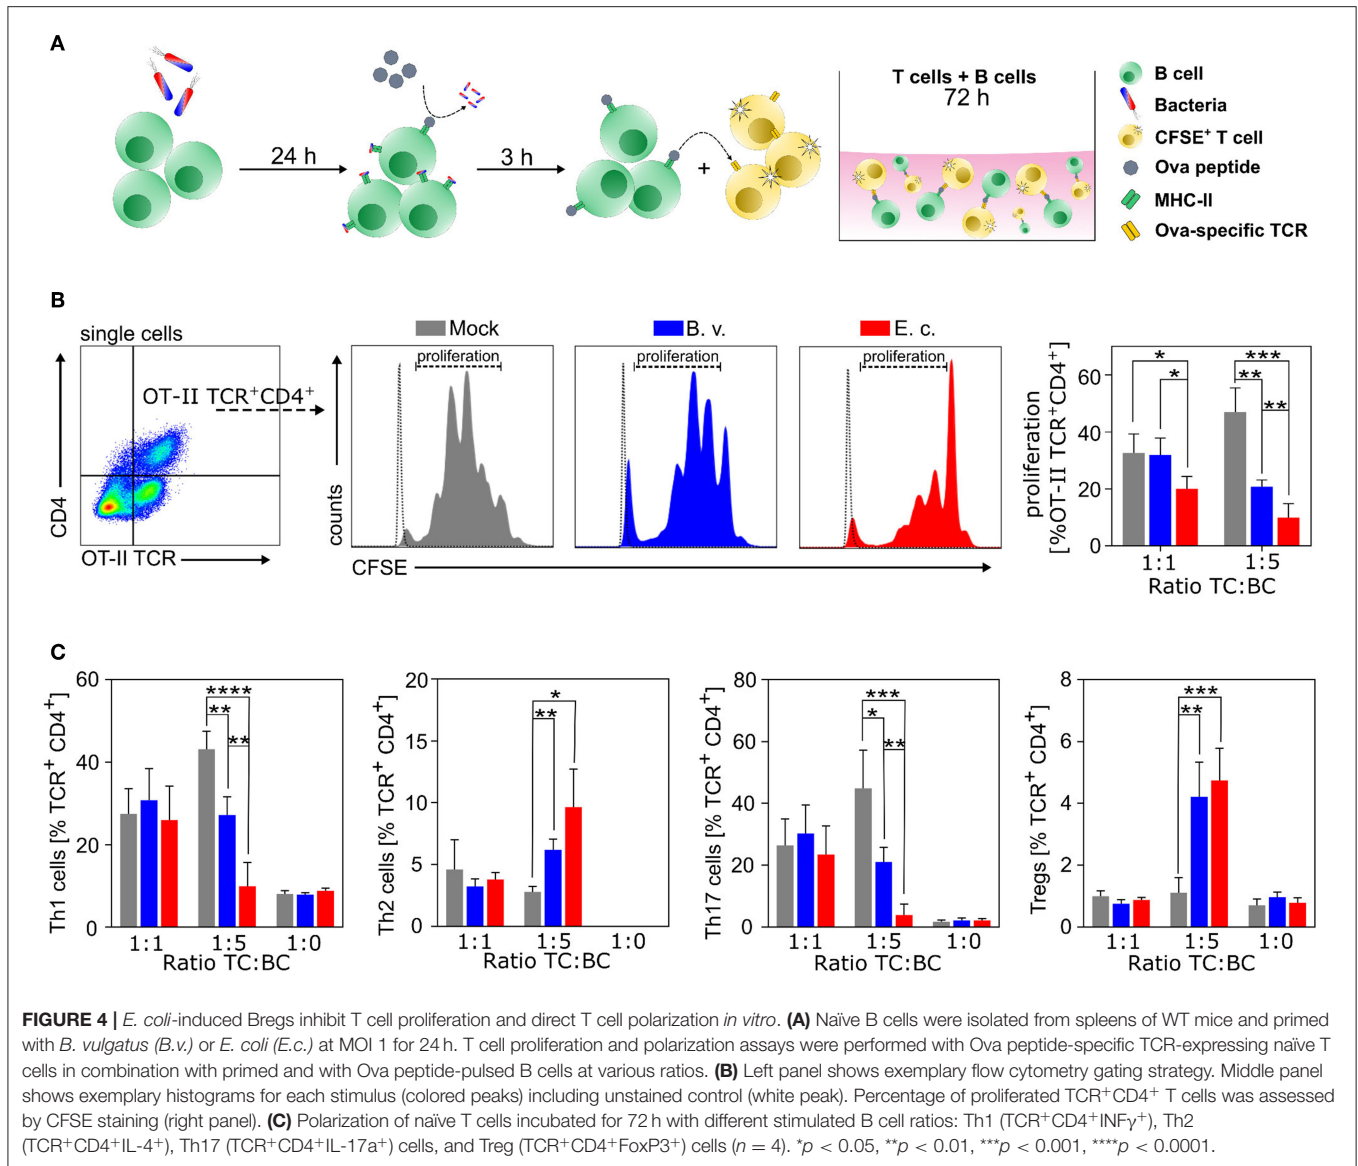 A
24 h
3 h
+
T cells + B cells
72 h
B cell
Bacteria
CFSE+ T cell
Ova peptide
MHC-II
Ova-specific TCR
B
single cells
OT-II TCR+CD4+
CD4
OT-II TCR
Mock
B. v.
E. c.
proliferation
proliferation
proliferation
counts
CFSE
proliferation
[%OT-II TCR+CD4+]
60
40
20
0
* * *** ** **
1:1 1:5
Ratio TC:BC
C
Th1 cells [% TCR+ CD4+]
60
40
20
0
**** ** **
1:1 1:5 1:0
Ratio TC:BC
Th2 cells [% TCR+ CD4+]
20
15
10
5
0
* **
1:1 1:5 1:0
Ratio TC:BC
Th17 cells [% TCR+ CD4+]
80
60
40
20
0
*** * **
1:1 1:5 1:0
Ratio TC:BC
Tregs [% TCR+ CD4+]
8
6
4
2
0
*** **
1:1 1:5 1:0
Ratio TC:BC
FIGURE 4 | E. coli-induced Bregs inhibit T cell proliferation and direct T cell polarization in vitro. (A) Naïve B cells were isolated from spleens of WT mice and primed
with B. vulgatus (B.v.) or E. coli (E.c.) at MOI 1 for 24 h. T cell proliferation and polarization assays were performed with Ova peptide-specific TCR-expressing naïve T
cells in combination with primed and with Ova peptide-pulsed B cells at various ratios. (B) Left panel shows exemplary flow cytometry gating strategy. Middle panel
shows exemplary histograms for each stimulus (colored peaks) including unstained control (white peak). Percentage of proliferated TCR+CD4+ T cells was assessed
by CFSE staining (right panel). (C) Polarization of naïve T cells incubated for 72 h with different stimulated B cell ratios: Th1 (TCR+CD4+INFγ+), Th2
(TCR+CD4+IL-4+), Th17 (TCR+CD4+IL-17a+) cells, and Treg (TCR+CD4+FoxP3+) cells (n = 4). *p < 0.05, **p < 0.01, ***p < 0.001, ****p < 0.0001.